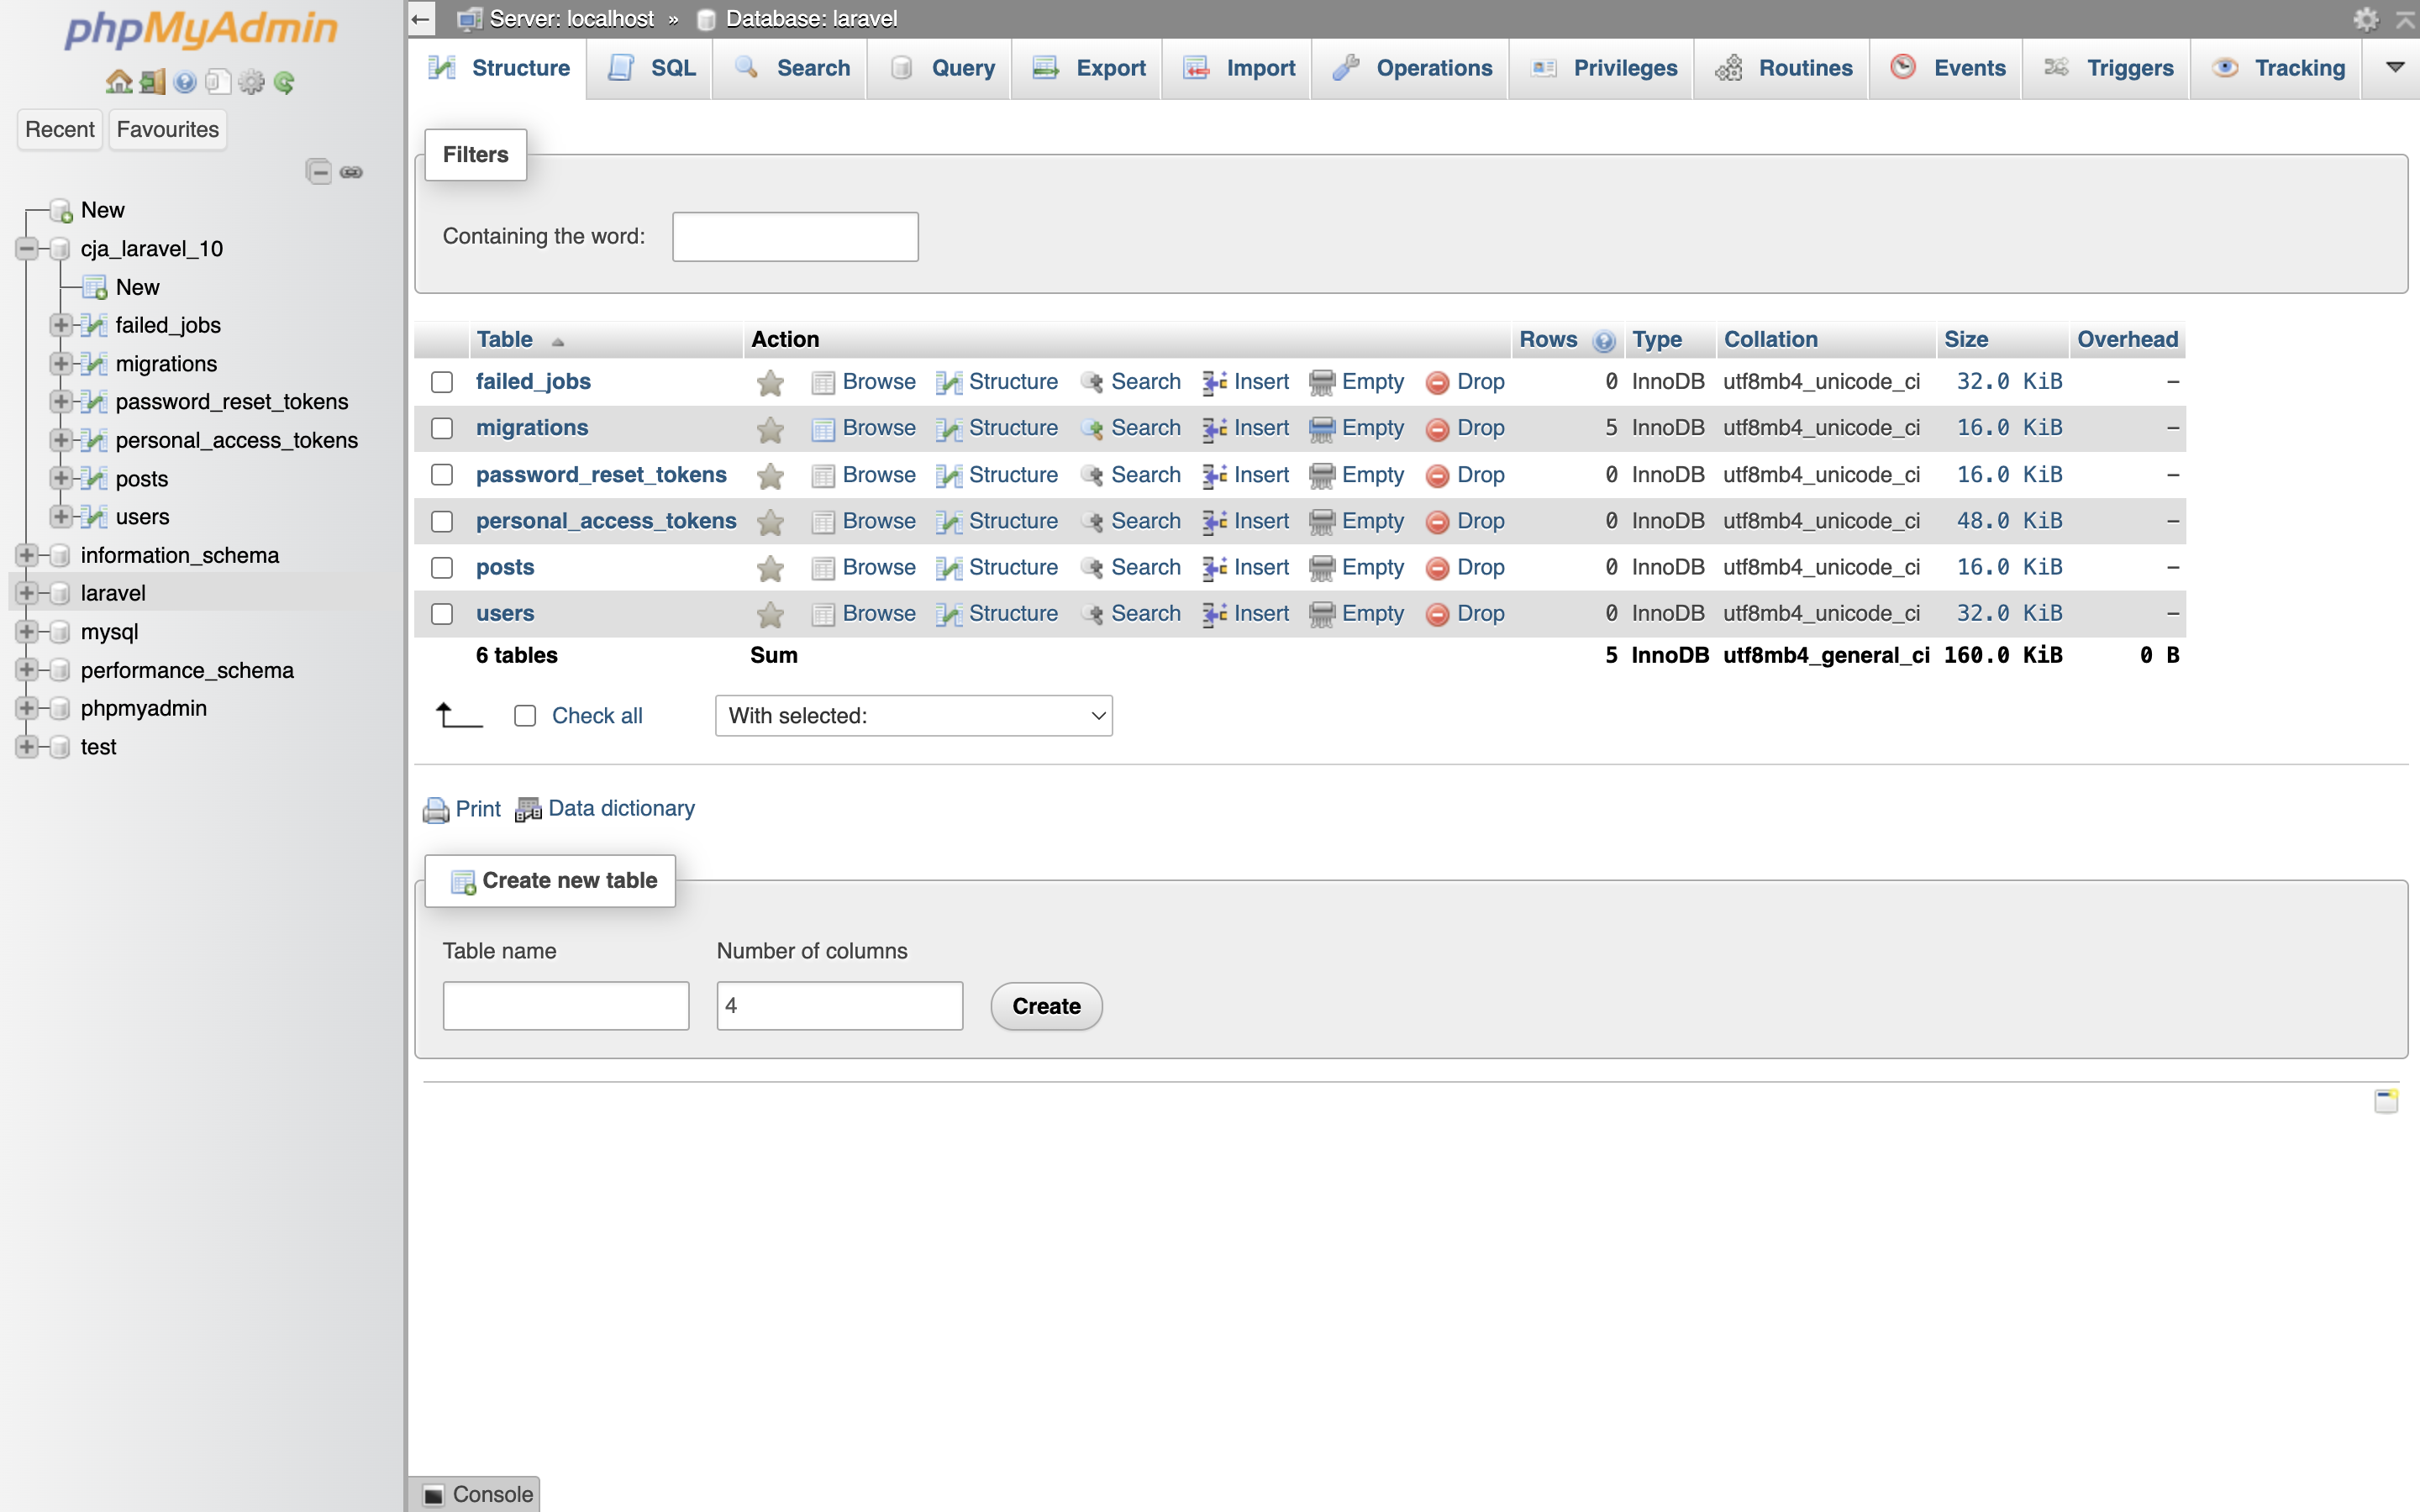 phpMyAdmin
Recent Favourites
New
cja_laravel_10
New
failed_jobs
migrations
password_reset_tokens
personal_access_tokens
posts
users
information_schema
laravel
mysql
performance_schema
phpmyadmin
test
Server: localhost » Database: laravel
Structure SQL Search Query Export Import Operations Privileges Routines Events Triggers Tracking
Filters
Containing the word:
Table Action Rows Type Collation Size Overhead
failed_jobs Browse Structure Search Insert Empty Drop 0 InnoDB utf8mb4_unicode_ci 32.0 KiB –
migrations Browse Structure Search Insert Empty Drop 5 InnoDB utf8mb4_unicode_ci 16.0 KiB –
password_reset_tokens Browse Structure Search Insert Empty Drop 0 InnoDB utf8mb4_unicode_ci 16.0 KiB –
personal_access_tokens Browse Structure Search Insert Empty Drop 0 InnoDB utf8mb4_unicode_ci 48.0 KiB –
posts Browse Structure Search Insert Empty Drop 0 InnoDB utf8mb4_unicode_ci 16.0 KiB –
users Browse Structure Search Insert Empty Drop 0 InnoDB utf8mb4_unicode_ci 32.0 KiB –
6 tables Sum 5 InnoDB utf8mb4_general_ci 160.0 KiB 0 B
Check all With selected:
Print Data dictionary
Create new table
Table name Number of columns
4 Create
Console